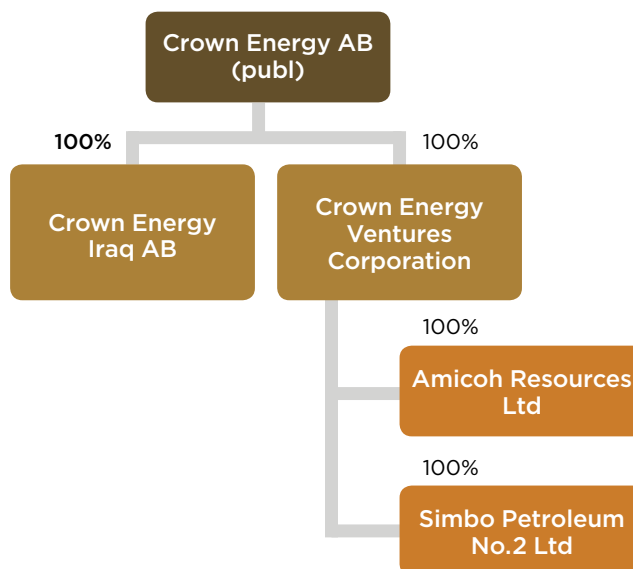 Crown Energy AB
(publ)
100%
100%
Crown Energy
Iraq AB
Crown Energy
Ventures
Corporation
100%
Amicoh Resources
Ltd
100%
Simbo Petroleum
No.2 Ltd